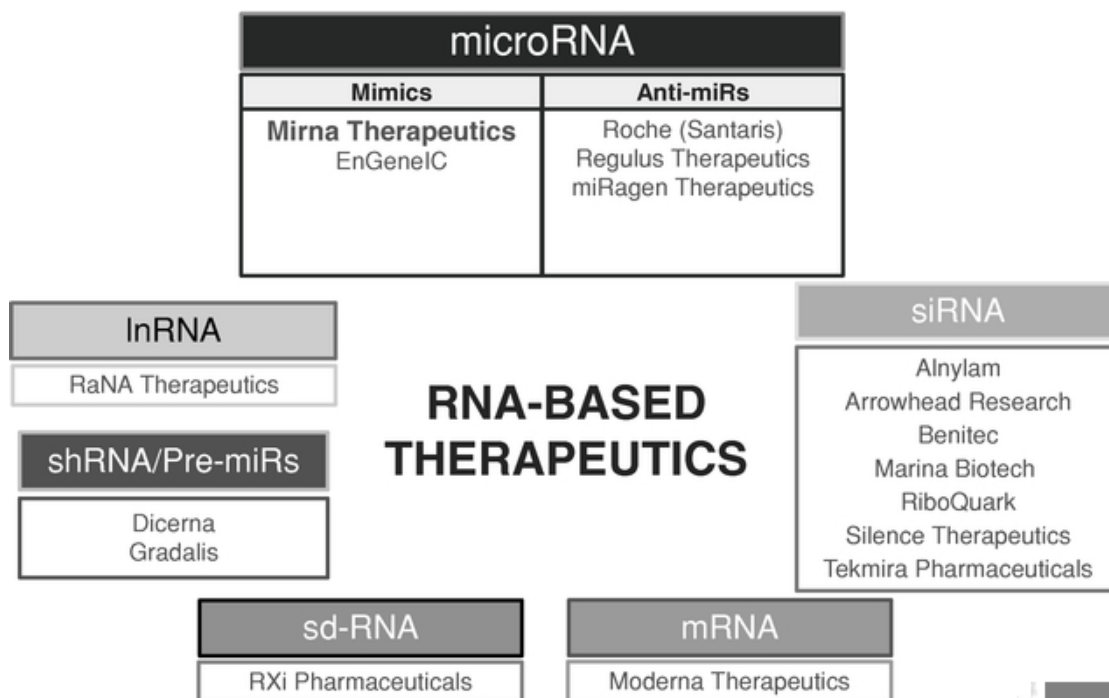 microRNA
Mimics
Anti-miRs
Mirna Therapeutics
EnGeneIC
Roche (Santaris)
Regulus Therapeutics
miRagen Therapeutics
lnRNA
RaNA Therapeutics
shRNA/Pre-miRs
Dicerna
Gradalis
RNA-BASED
THERAPEUTICS
siRNA
Alnylam
Arrowhead Research
Benitec
Marina Biotech
RiboQuark
Silence Therapeutics
Tekmira Pharmaceuticals
sd-RNA
RXi Pharmaceuticals
mRNA
Moderna Therapeutics